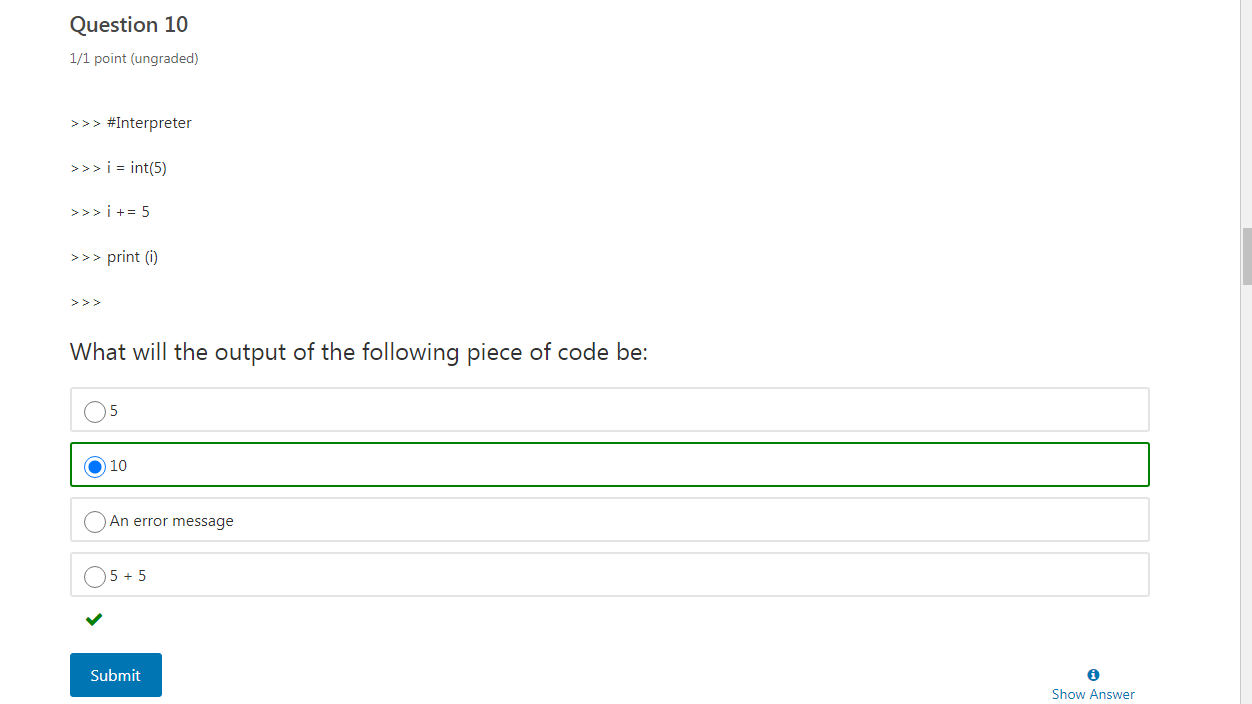 Question 10
1/1 point (ungraded)
>>> #Interpreter
>>> i = int(5)
>>> i += 5
>>> print (i)
>>>
What will the output of the following piece of code be:
5
10
An error message
5 + 5
Submit
Show Answer